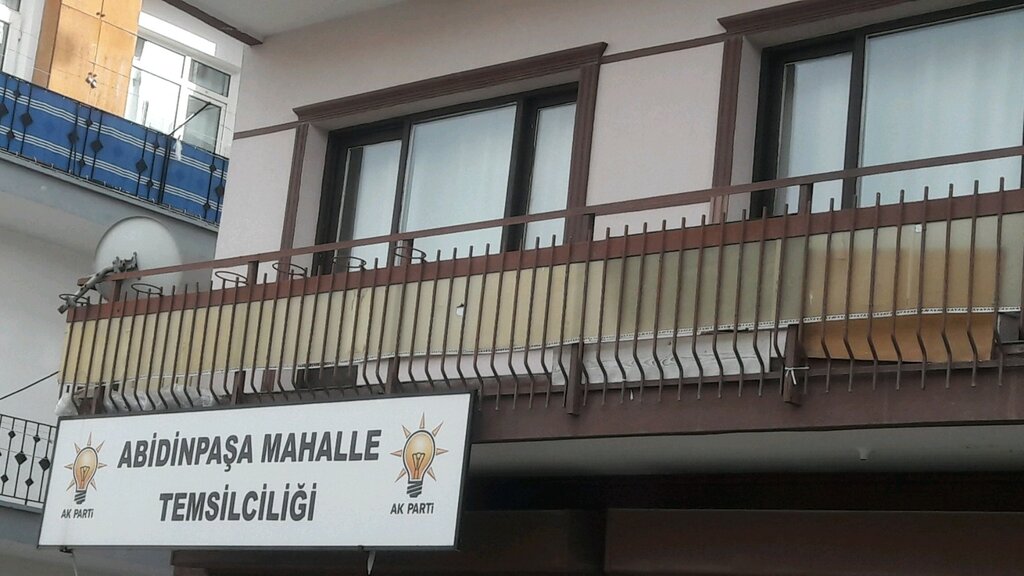 ABİDİNPAŞA MAHALLE
TEMSİLCİLİĞİ
AK PARTİ
AK PARTİ